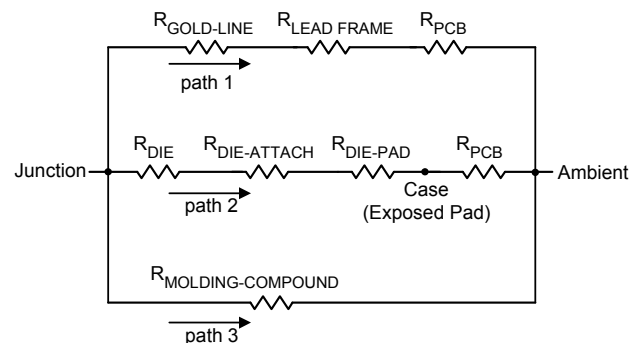 RGOLD-LINE RLEAD FRAME RPCB
path 1
RDIE RDIE-ATTACH RDIE-PAD RPCB
Junction Ambient
path 2 Case
(Exposed Pad)
RMOLDING-COMPOUND
path 3